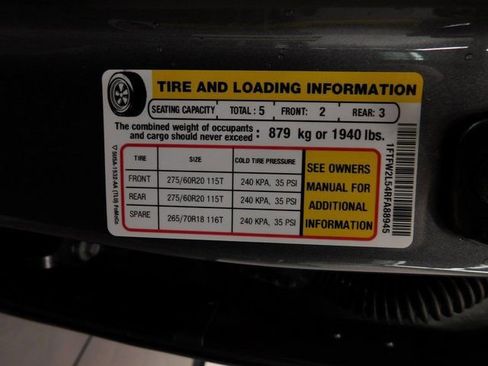 TIRE AND LOADING INFORMATION
SEATING CAPACITY TOTAL : 5 FRONT: 2 REAR: 3
The combined weight of occupants and cargo should never exceed : 879 kg or 1940 lbs.
TIRE SIZE COLD TIRE PRESSURE
FRONT 275/60R20 115T 240 KPA, 35 PSI
REAR 275/60R20 115T 240 KPA, 35 PSI
SPARE 265/70R18 116T 240 KPA, 35 PSI
SEE OWNERS
MANUAL FOR
ADDITIONAL
INFORMATION
1FTFW2L54RFA88945